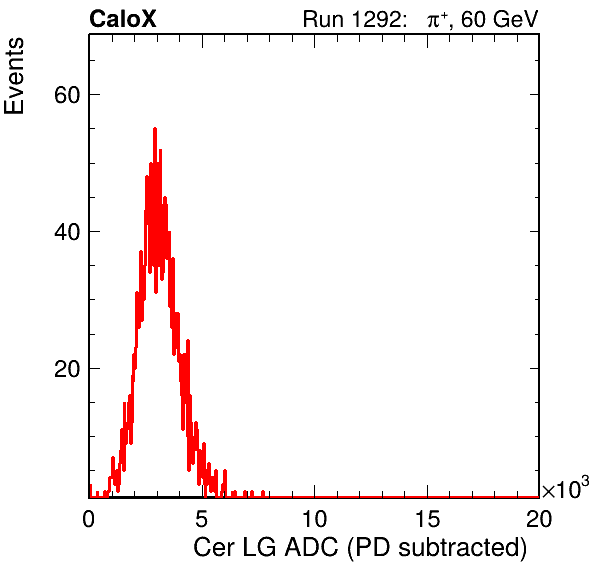 CaloX Run 1292: π⁺, 60 GeV
Events
60
40
20
0 5 10 15 20
×10³
Cer LG ADC (PD subtracted)